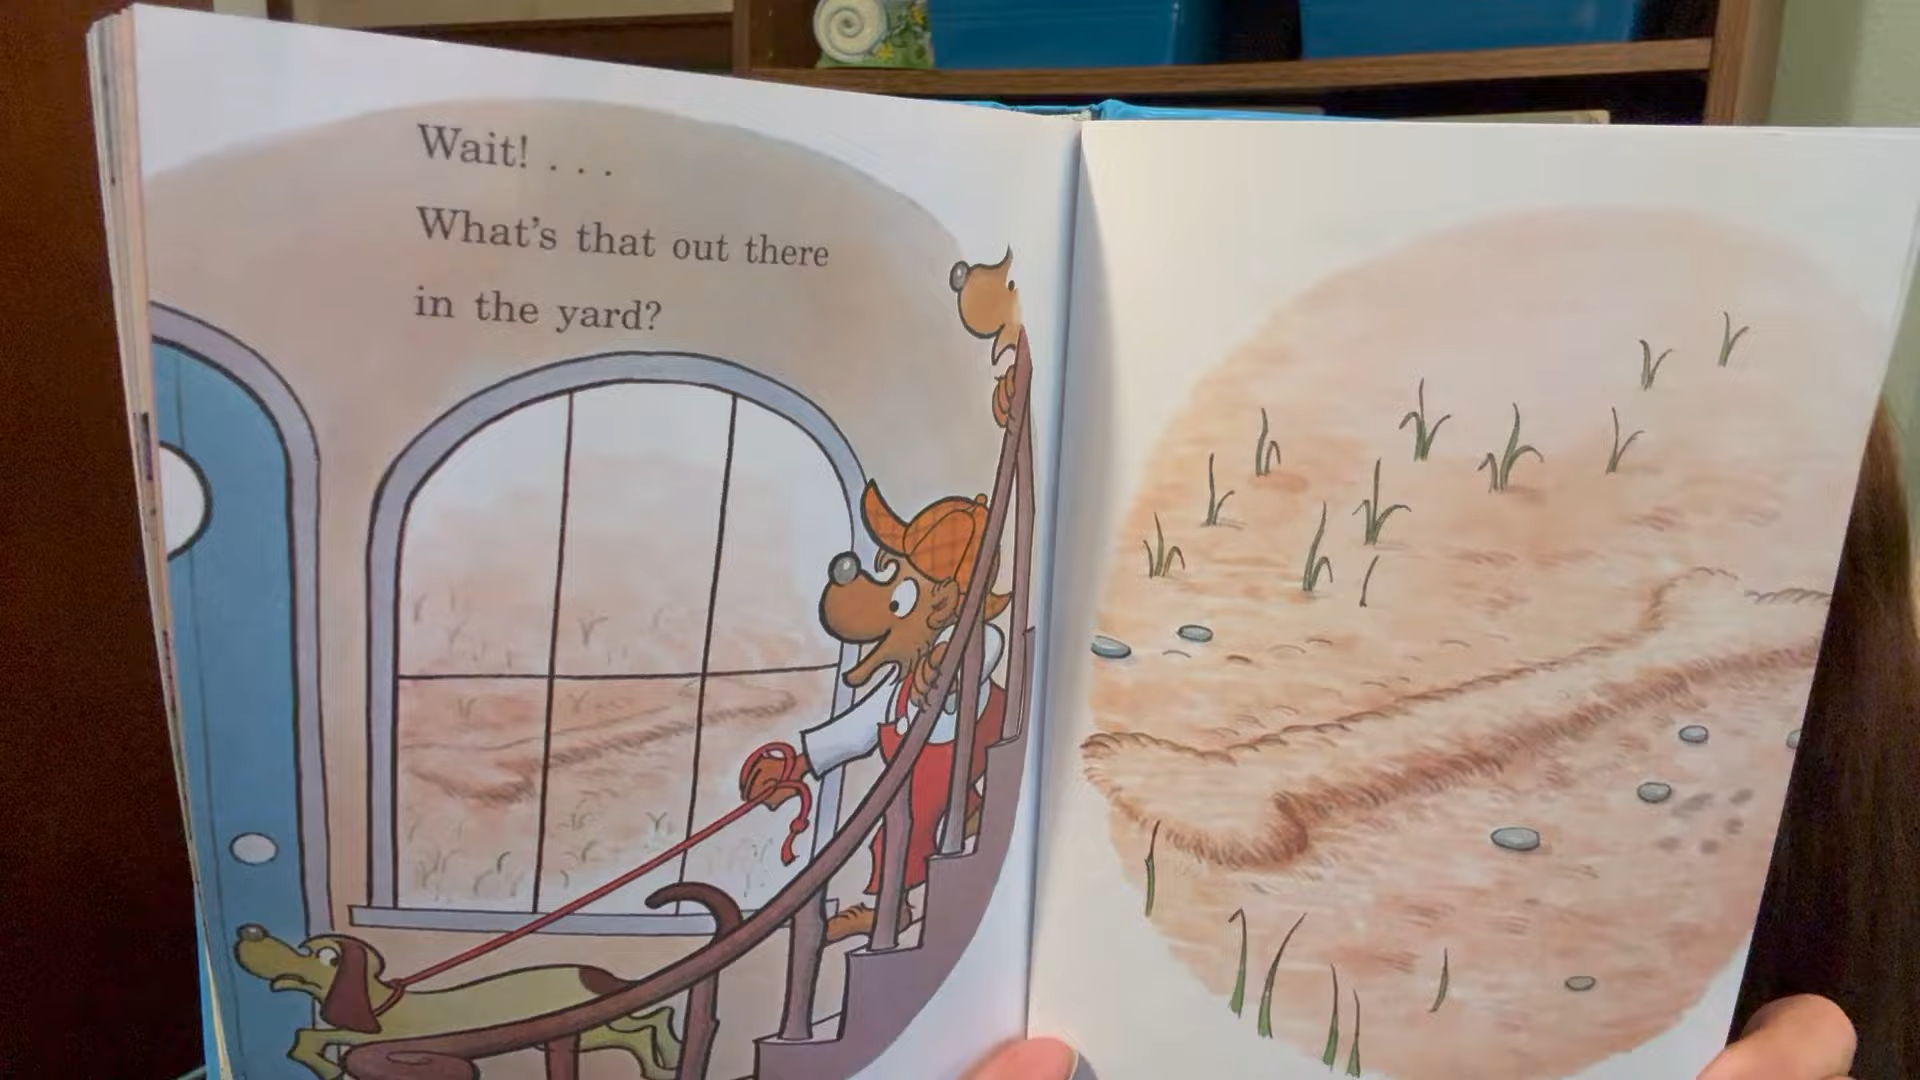 Wait! . . .
What's that out there
in the yard?